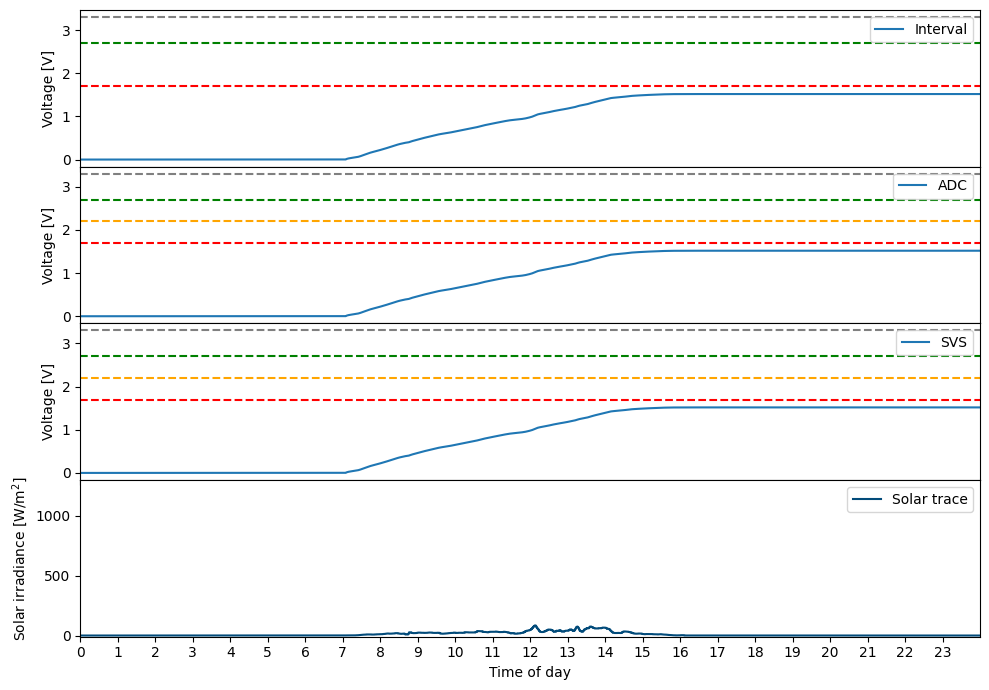 Voltage [V]
3
2
1
0
Interval
Voltage [V]
3
2
1
0
ADC
Voltage [V]
3
2
1
0
SVS
Solar irradiance [W/m²]
1000
500
0
Solar trace
0 1 2 3 4 5 6 7 8 9 10 11 12 13 14 15 16 17 18 19 20 21 22 23
Time of day